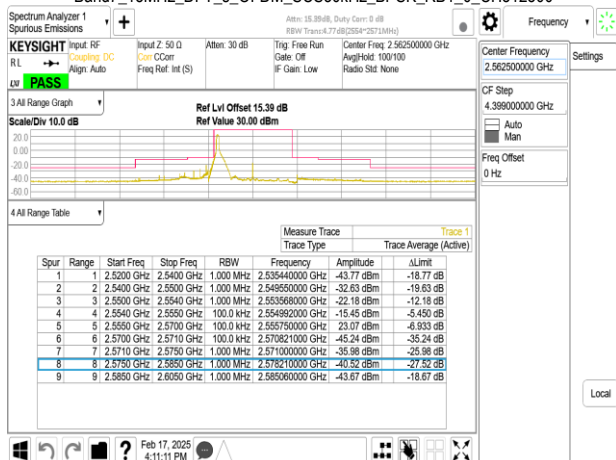 Spectrum Analyzer 1
Spurious Emissions
Attn: 15.39dB, Duty Corr: 0 dB
RBW Trans:4.77dB(2554*2571MHz)
Frequency
KEYSIGHT
Input: RF
Coupling: DC
Align: Auto
Input Z: 50 Ω
Corr CCorr
Freq Ref: Int (S)
Atten: 30 dB
Trig: Free Run
Gate: Off
IF Gain: Low
Center Freq: 2.562500000 GHz
Avg|Hold: 100/100
Radio Std: None
RL
LXI PASS
Center Frequency
2.562500000 GHz
Settings
CF Step
4.399000000 GHz
Auto
Man
Freq Offset
0 Hz
3 All Range Graph
Scale/Div 10.0 dB
Ref Lvl Offset 15.39 dB
Ref Value 30.00 dBm
20.0
0.00
-20.0
-40.0
-60.0
4 All Range Table
Measure Trace Trace 1
Trace Type Trace Average (Active)
Spur Range Start Freq Stop Freq RBW Frequency Amplitude ΔLimit
1 1 2.5200 GHz 2.5400 GHz 1.000 MHz 2.535440000 GHz -43.77 dBm -18.77 dB
2 2 2.5400 GHz 2.5500 GHz 1.000 MHz 2.549550000 GHz -32.63 dBm -19.63 dB
3 3 2.5500 GHz 2.5540 GHz 1.000 MHz 2.553568000 GHz -22.18 dBm -12.18 dB
4 4 2.5540 GHz 2.5550 GHz 100.0 kHz 2.554992000 GHz -15.45 dBm -5.450 dB
5 5 2.5550 GHz 2.5700 GHz 100.0 kHz 2.555750000 GHz 23.07 dBm -6.933 dB
6 6 2.5700 GHz 2.5710 GHz 100.0 kHz 2.570821000 GHz -45.24 dBm -35.24 dB
7 7 2.5710 GHz 2.5750 GHz 1.000 MHz 2.571000000 GHz -35.98 dBm -25.98 dB
8 8 2.5750 GHz 2.5850 GHz 1.000 MHz 2.578210000 GHz -40.52 dBm -27.52 dB
9 9 2.5850 GHz 2.6050 GHz 1.000 MHz 2.585060000 GHz -43.67 dBm -18.67 dB
Local
Feb 17, 2025
4:11:11 PM